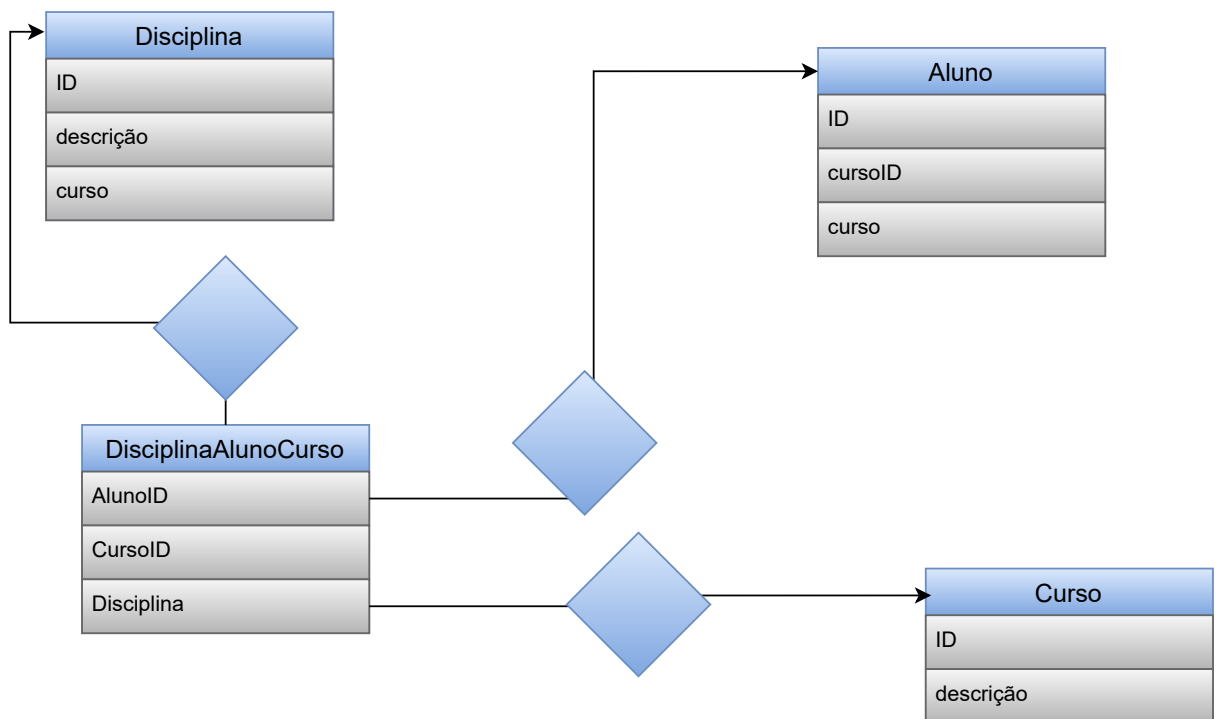 Disciplina
ID
descrição
curso
Aluno
ID
cursoID
curso
DisciplinaAlunoCurso
AlunoID
CursoID
Disciplina
Curso
ID
descrição